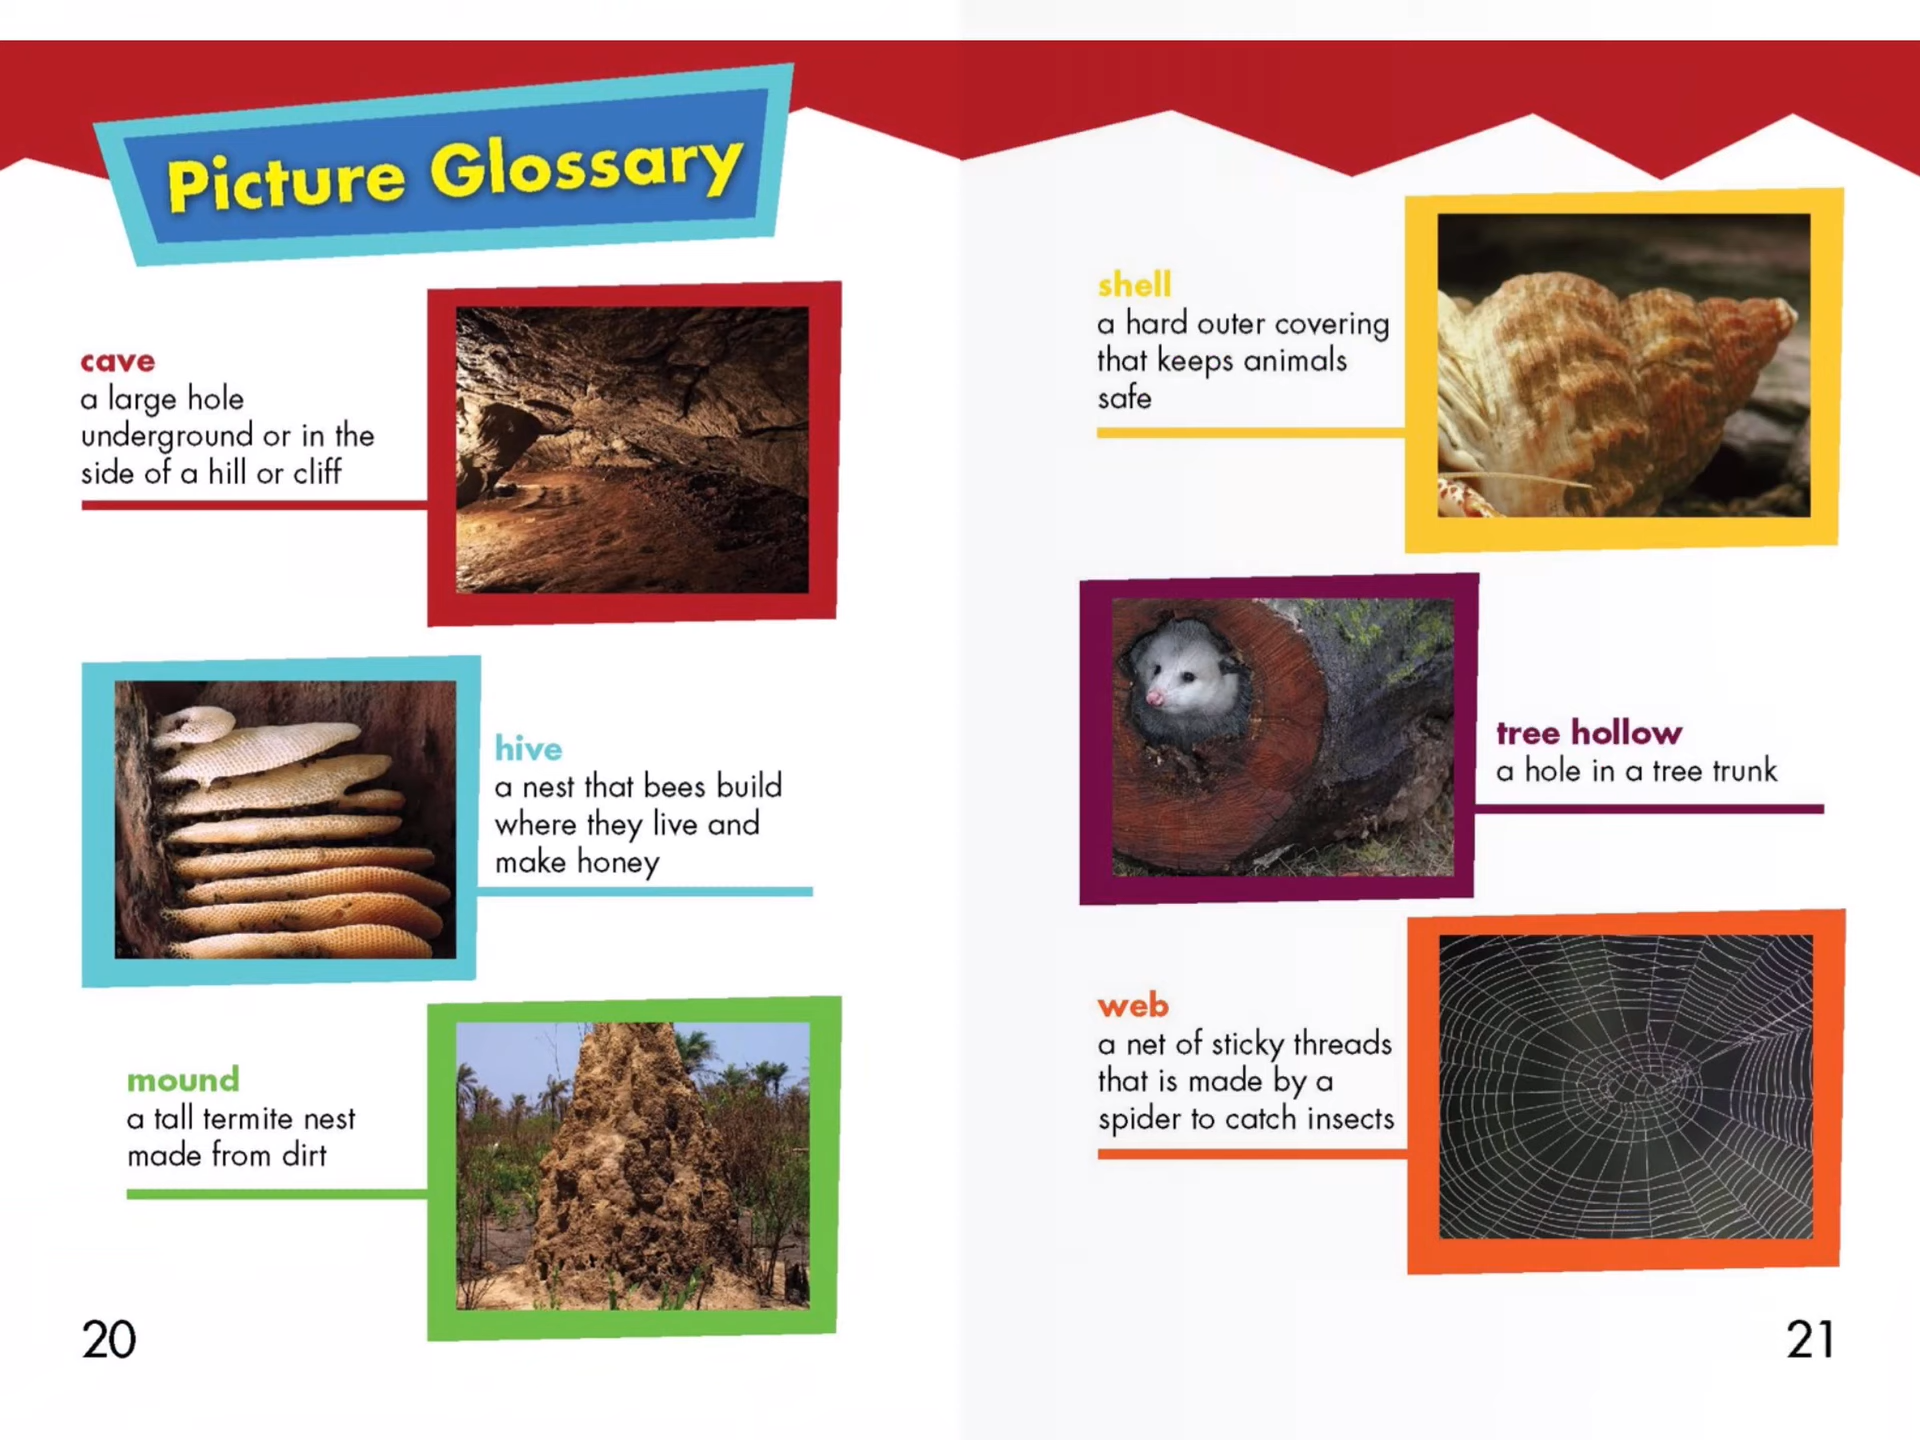 Picture Glossary
cave
a large hole
underground or in the
side of a hill or cliff
hive
a nest that bees build
where they live and
make honey
mound
a tall termite nest
made from dirt
20
shell
a hard outer covering
that keeps animals
safe
tree hollow
a hole in a tree trunk
web
a net of sticky threads
that is made by a
spider to catch insects
21